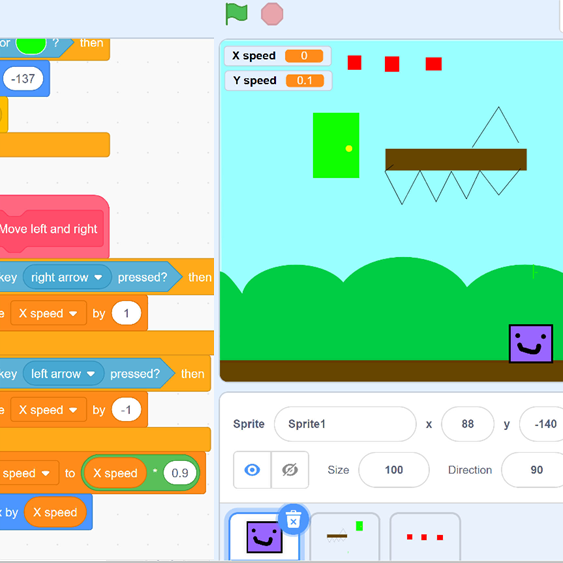 or ? then
-137
Move left and right
key right arrow pressed? then
e X speed by 1
key left arrow pressed? then
e X speed by -1
speed to X speed * 0.9
x by X speed
X speed 0
Y speed 0.1
Sprite Sprite1 x 88 y -140
Size 100 Direction 90